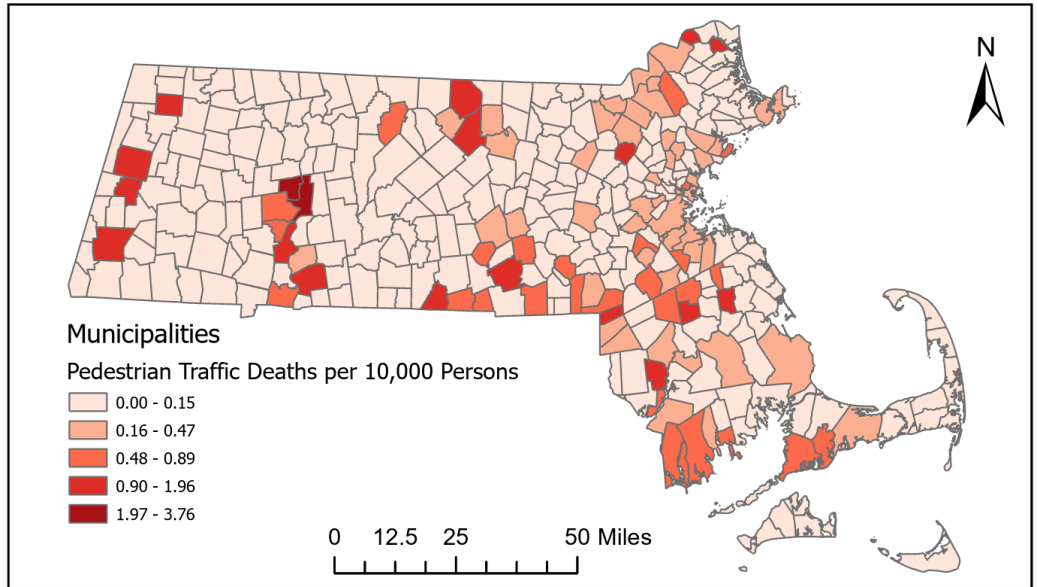 N
Municipalities
Pedestrian Traffic Deaths per 10,000 Persons
0.00 - 0.15
0.16 - 0.47
0.48 - 0.89
0.90 - 1.96
1.97 - 3.76
0 12.5 25 50 Miles